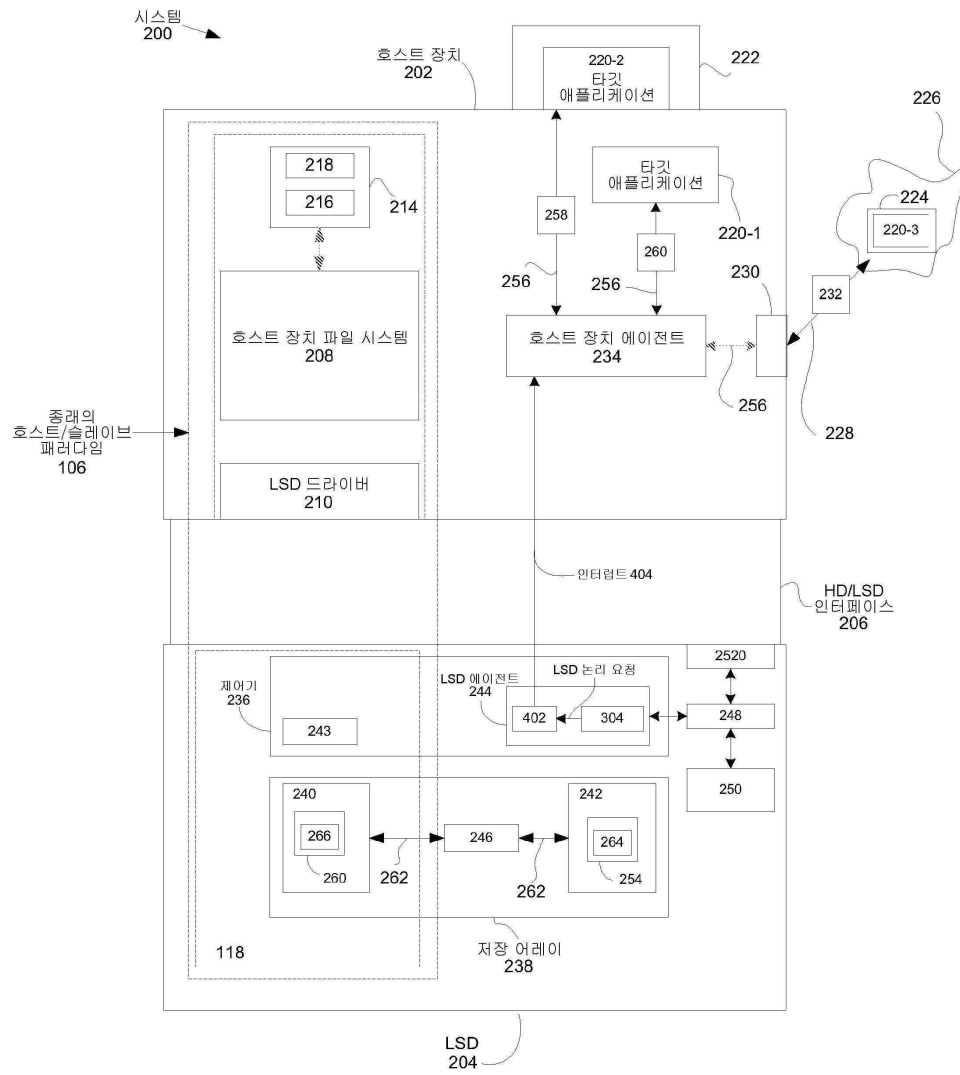 시스템
200
호스트 장치
202
220-2
타깃
애플리케이션
222
226
218
216
214
타깃
애플리케이션
220-1
258
260
256
256
224
220-3
230
232
호스트 장치 파일 시스템
208
호스트 장치 에이전트
234
256
228
종래의
호스트/슬레이브
패러다임
106
LSD 드라이버
210
인터럽트 404
HD/LSD
인터페이스
206
제어기
236
243
LSD 에이전트
244
LSD 논리 요청
402
304
2520
248
250
240
266
260
262
246
262
242
264
254
118
저장 어레이
238
LSD
204